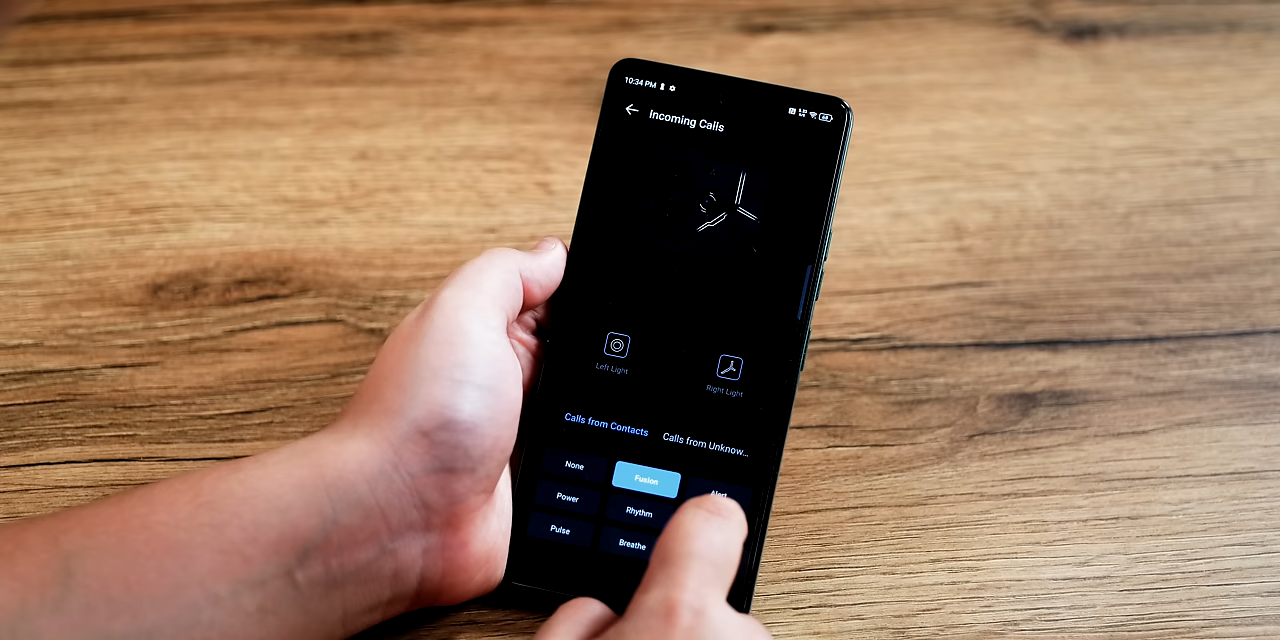 10:34 PM
Incoming Calls
Left Light
Right Light
Calls from Contacts
Calls from Unknow...
None
Fusion
Alert
Power
Rhythm
Pulse
Breathe